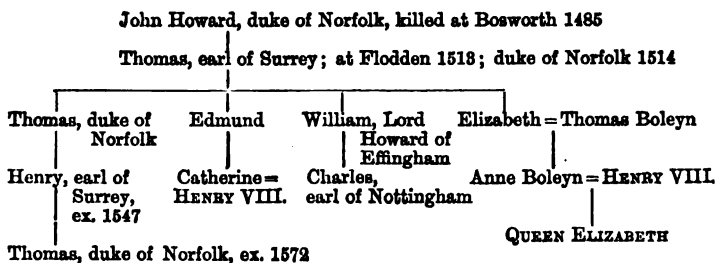 John Howard, duke of Norfolk, killed at Bosworth 1485
Thomas, earl of Surrey; at Flodden 1513; duke of Norfolk 1514
Thomas, duke of Norfolk
Edmund
William, Lord Howard of Effingham
Elizabeth = Thomas Boleyn
Henry, earl of Surrey, ex. 1547
Catherine = HENRY VIII.
Charles, earl of Nottingham
Anne Boleyn = HENRY VIII.
QUEEN ELIZABETH
Thomas, duke of Norfolk, ex. 1572